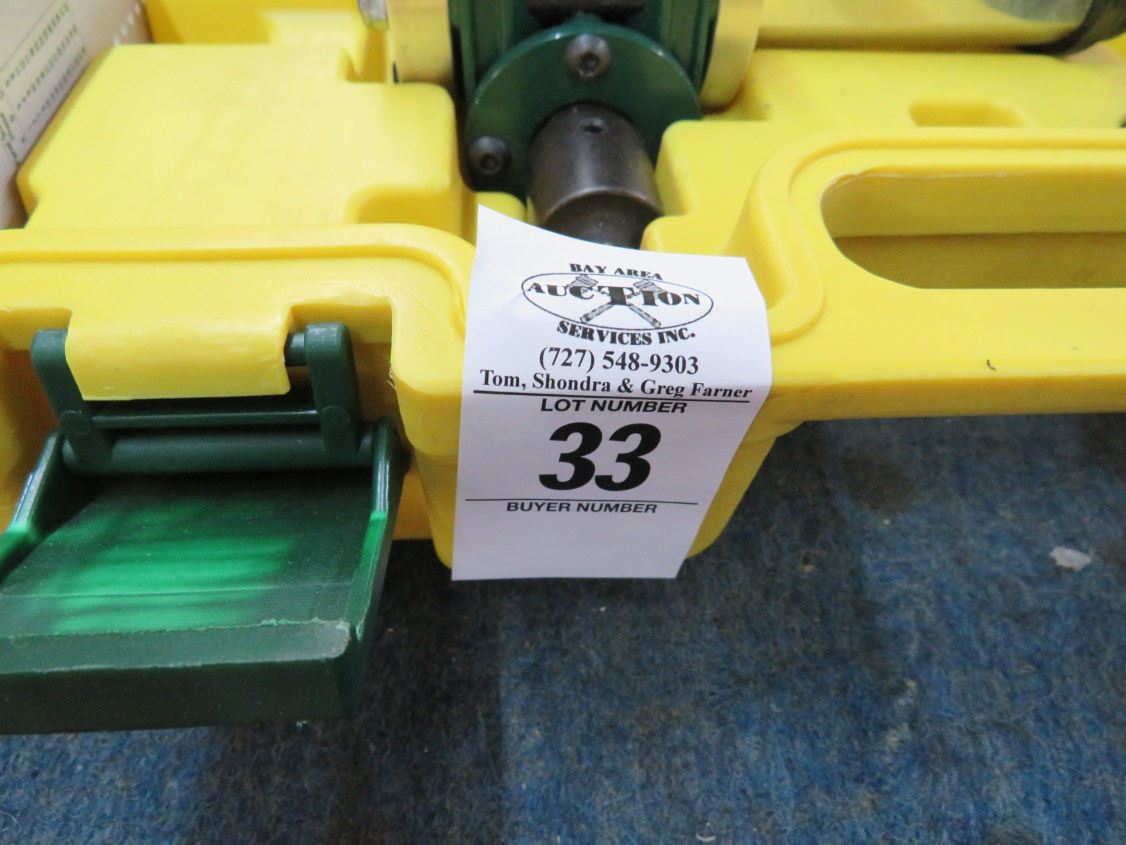 BAY AREA
AUCTION
SERVICES INC.
(727) 548-9303
Tom, Shondra & Greg Farner
LOT NUMBER
33
BUYER NUMBER